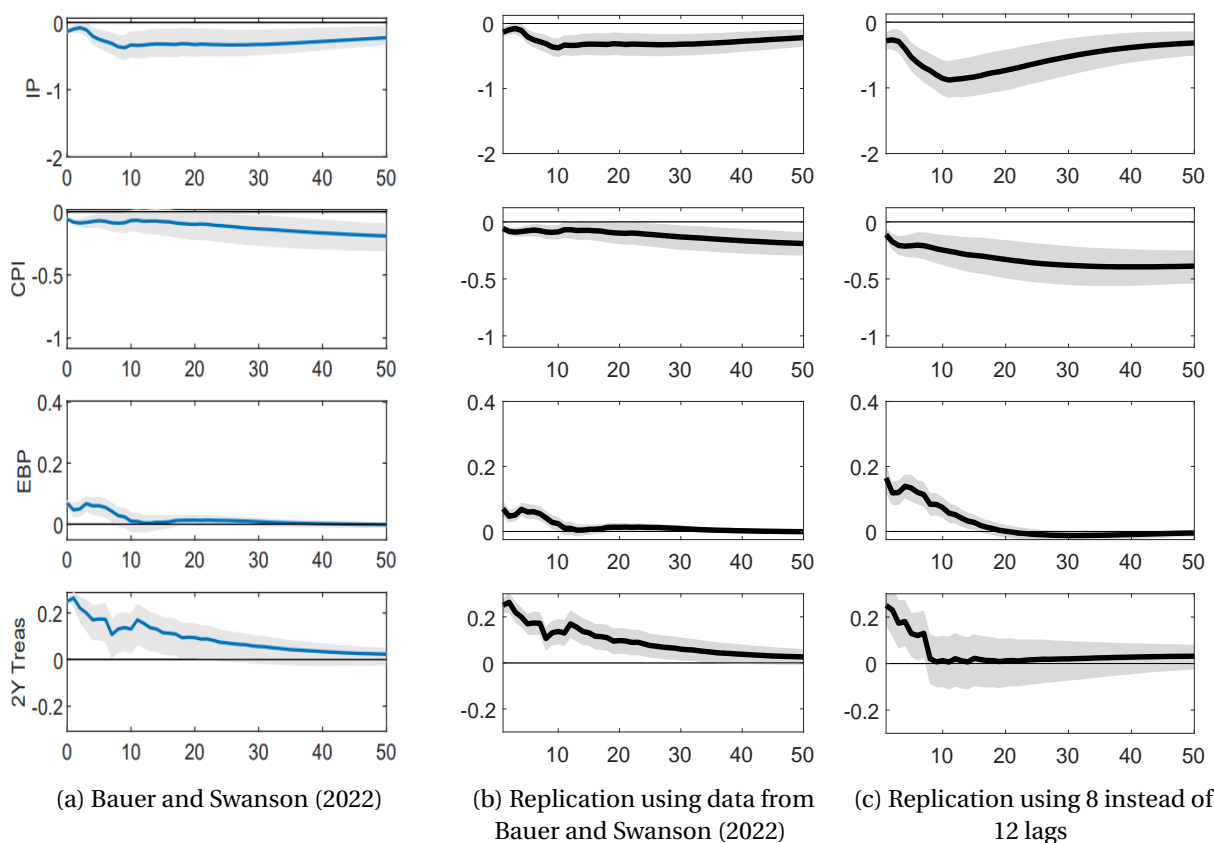 IP
0
-1
-2
0 10 20 30 40 50
0
-1
-2
10 20 30 40 50
0
-1
-2
10 20 30 40 50
CPI
0
-0.5
-1
0 10 20 30 40 50
0
-0.5
-1
10 20 30 40 50
0
-0.5
-1
10 20 30 40 50
EBP
0.4
0.2
0
0 10 20 30 40 50
0.4
0.2
0
10 20 30 40 50
0.4
0.2
0
10 20 30 40 50
2Y Treas
0.2
0
-0.2
0 10 20 30 40 50
0.2
0
-0.2
10 20 30 40 50
0.2
0
-0.2
10 20 30 40 50
(a) Bauer and Swanson (2022)
(b) Replication using data from
Bauer and Swanson (2022)
(c) Replication using 8 instead of
12 lags